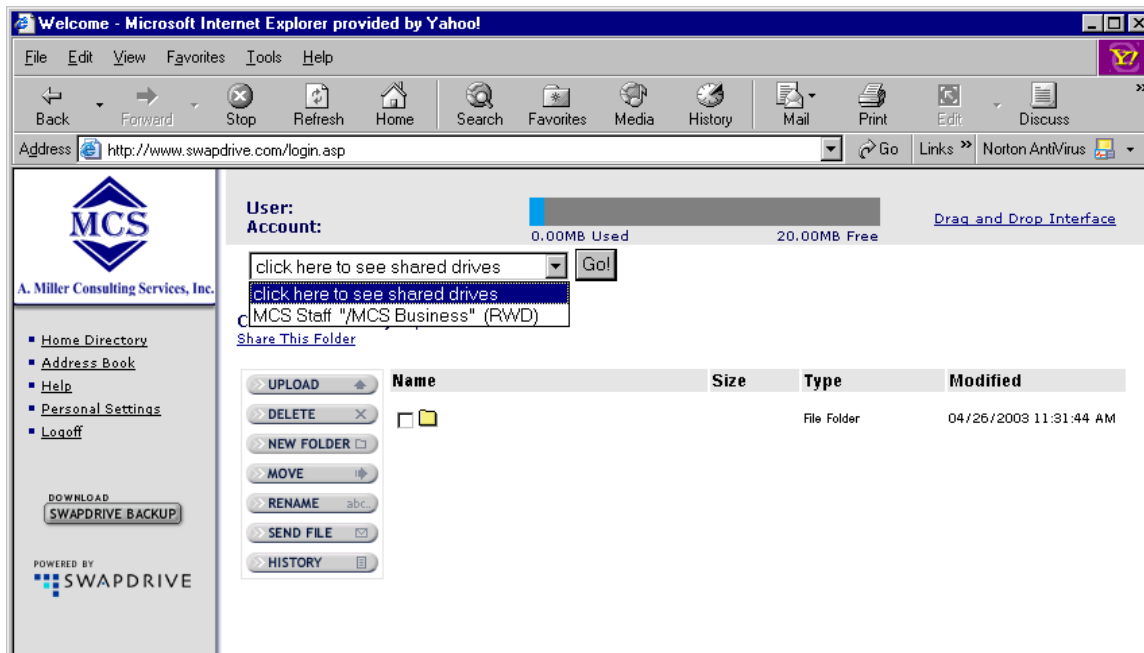 Welcome - Microsoft Internet Explorer provided by Yahoo!
File Edit View Favorites Tools Help
Y!
Back Forward Stop Refresh Home Search Favorites Media History Mail Print Edit Discuss »
Address http://www.swapdrive.com/login.asp Go Links » Norton AntiVirus
MCS
A. Miller Consulting Services, Inc.
Home Directory
Address Book
Help
Personal Settings
Logoff
DOWNLOAD
SWAPDRIVE BACKUP
POWERED BY
SWAPDRIVE
User:
Account:
0.00MB Used 20.00MB Free
Drag and Drop Interface
click here to see shared drives Go!
click here to see shared drives
MCS Staff "/MCS Business" (RWD)
Share This Folder
UPLOAD
DELETE
NEW FOLDER
MOVE
RENAME abc..
SEND FILE
HISTORY
Name Size Type Modified
File Folder 04/26/2003 11:31:44 AM